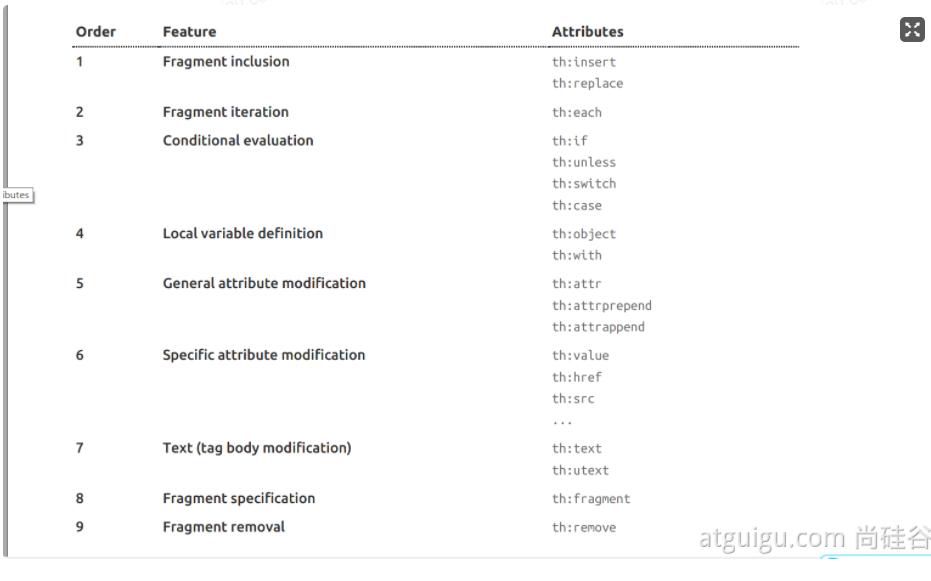 Order Feature Attributes
1 Fragment inclusion th:insert
th:replace
2 Fragment iteration th:each
3 Conditional evaluation th:if
th:unless
th:switch
th:case
ibutes
4 Local variable definition th:object
th:with
5 General attribute modification th:attr
th:attrprepend
th:attrappend
6 Specific attribute modification th:value
th:href
th:src
...
7 Text (tag body modification) th:text
th:utext
8 Fragment specification th:fragment
9 Fragment removal th:remove
atguigu.com 尚硅谷